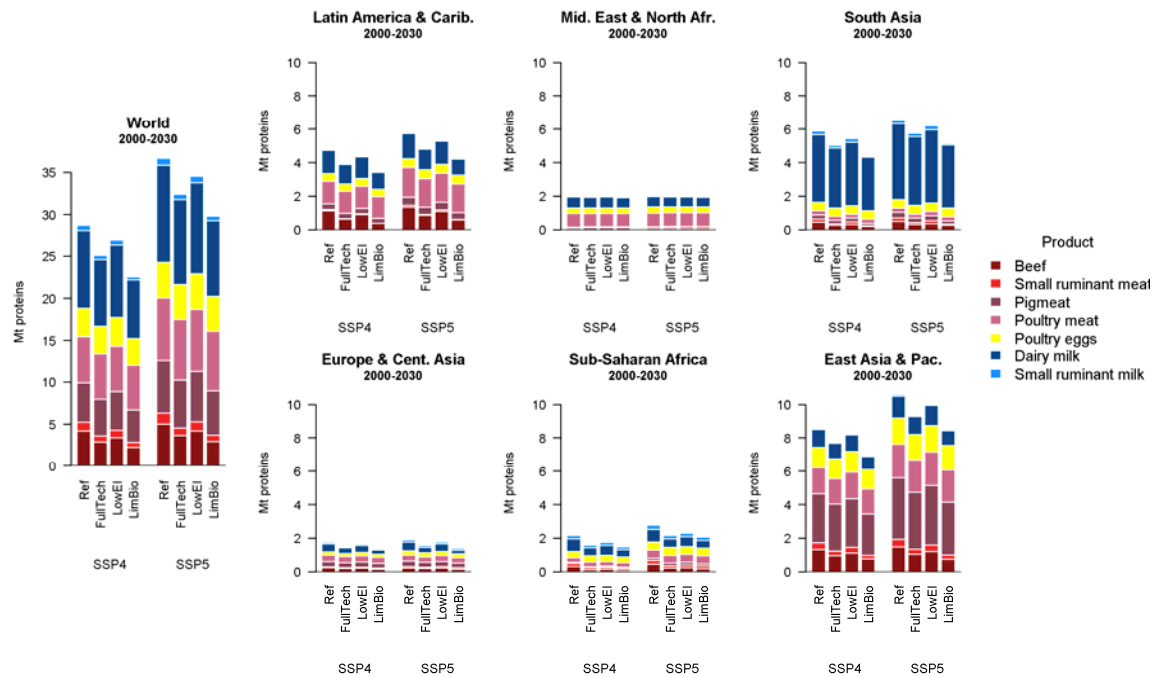 World
2000-2030
Mt proteins
35
30
25
20
15
10
5
0
Ref
FullTech
LowEI
LimBio
Ref
FullTech
LowEI
LimBio
SSP4
SSP5
Latin America & Carib.
2000-2030
Mt proteins
10
8
6
4
2
0
Ref
FullTech
LowEI
LimBio
Ref
FullTech
LowEI
LimBio
SSP4
SSP5
Mid. East & North Afr.
2000-2030
Mt proteins
10
8
6
4
2
0
Ref
FullTech
LowEI
LimBio
Ref
FullTech
LowEI
LimBio
SSP4
SSP5
South Asia
2000-2030
Mt proteins
10
8
6
4
2
0
Ref
FullTech
LowEI
LimBio
Ref
FullTech
LowEI
LimBio
SSP4
SSP5
Europe & Cent. Asia
2000-2030
Mt proteins
10
8
6
4
2
0
Ref
FullTech
LowEI
LimBio
Ref
FullTech
LowEI
LimBio
SSP4
SSP5
Sub-Saharan Africa
2000-2030
Mt proteins
10
8
6
4
2
0
Ref
FullTech
LowEI
LimBio
Ref
FullTech
LowEI
LimBio
SSP4
SSP5
East Asia & Pac.
2000-2030
Mt proteins
10
8
6
4
2
0
Ref
FullTech
LowEI
LimBio
Ref
FullTech
LowEI
LimBio
SSP4
SSP5
Product
Beef
Small ruminant meat
Pigmeat
Poultry meat
Poultry eggs
Dairy milk
Small ruminant milk